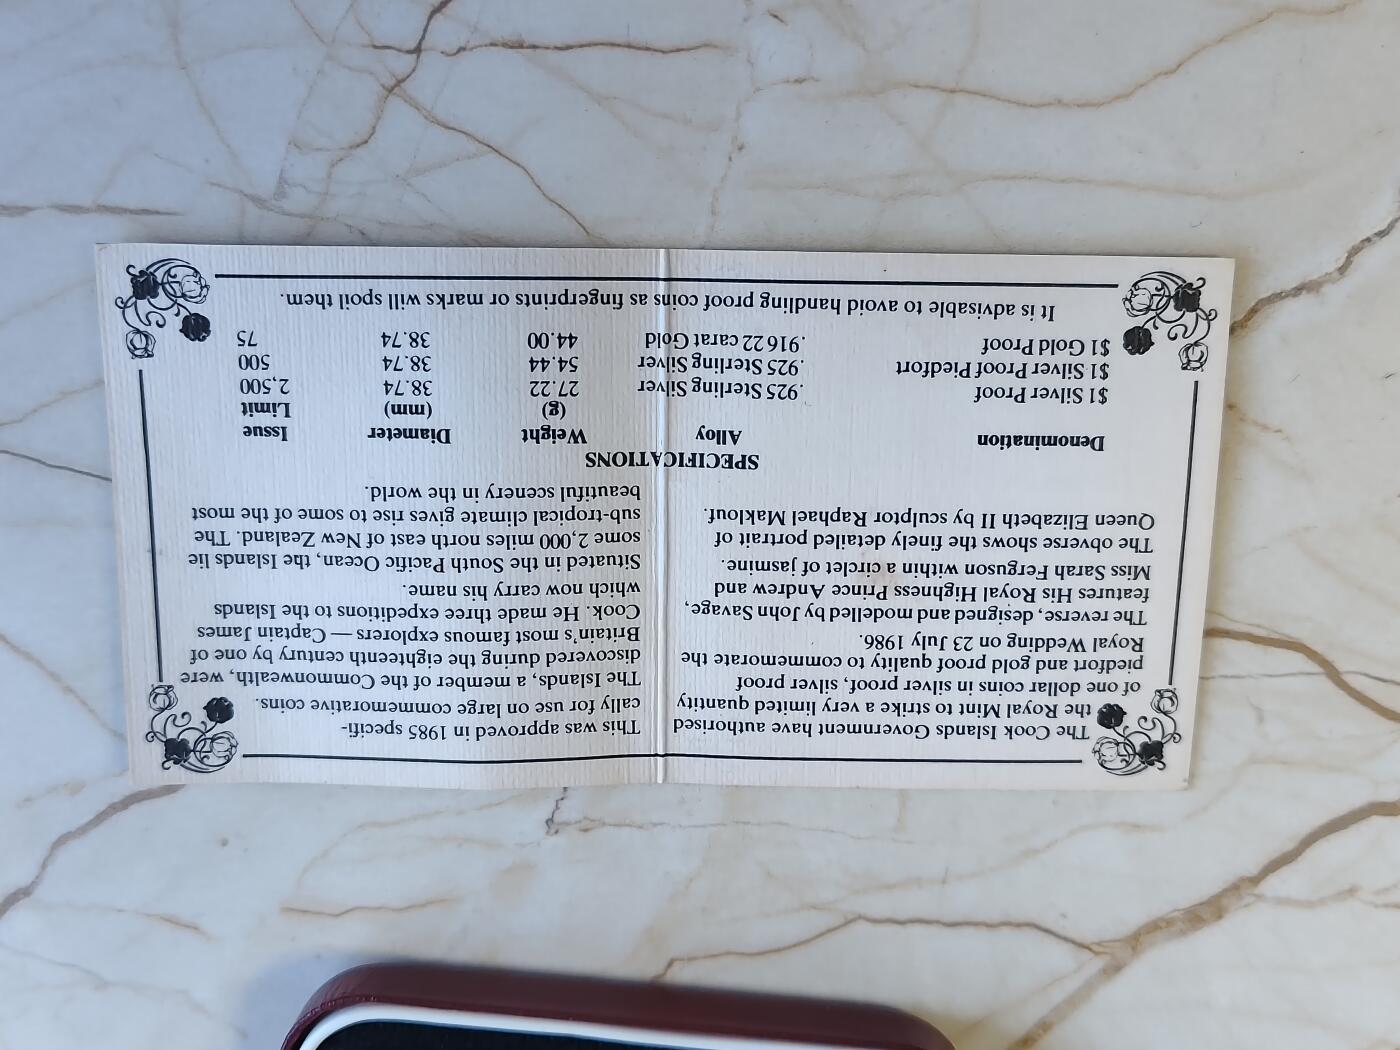 The Cook Islands Government have authorised
the Royal Mint to strike a very limited quantity
of one dollar coins in silver proof, silver proof
piedfort and gold proof quality to commemorate the
Royal Wedding on 23 July 1986.
The reverse, designed and modelled by John Savage,
features His Royal Highness Prince Andrew and
Miss Sarah Ferguson within a circlet of jasmine.
The obverse shows the finely detailed portrait of
Queen Elizabeth II by sculptor Raphael Maklouf.
This was approved in 1985 specifi-
cally for use on large commemorative coins.
The Islands, a member of the Commonwealth, were
discovered during the eighteenth century by one of
Britain's most famous explorers — Captain James
Cook. He made three expeditions to the Islands
which now carry his name.
Situated in the South Pacific Ocean, the Islands lie
some 2,000 miles north east of New Zealand. The
sub-tropical climate gives rise to some of the most
beautiful scenery in the world.
SPECIFICATIONS
Denomination Alloy Weight Diameter Issue
(g) (mm) Limit
$1 Silver Proof .925 Sterling Silver 27.22 38.74 2,500
$1 Silver Proof Piedfort .925 Sterling Silver 54.44 38.74 500
$1 Gold Proof .916 22 carat Gold 44.00 38.74 75
It is advisable to avoid handling proof coins as fingerprints or marks will spoil them.